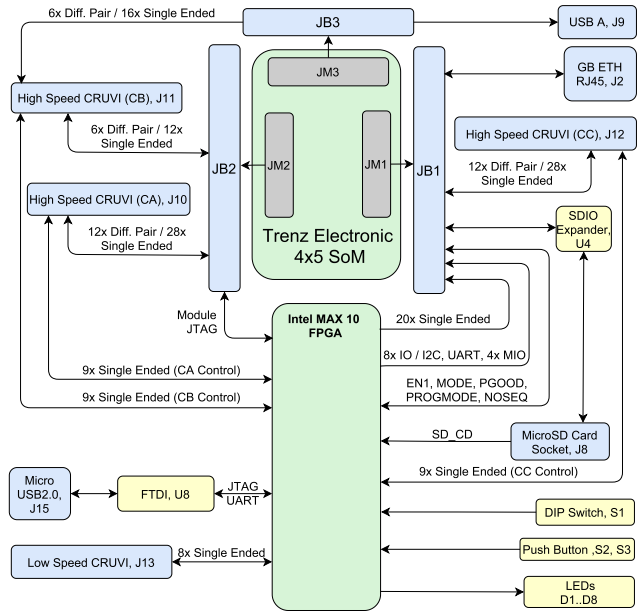 6x Diff. Pair / 16x Single Ended
JB3
USB A, J9
JM3
GB ETH
RJ45, J2
High Speed CRUVI (CB), J11
6x Diff. Pair / 12x
Single Ended
JB2
JM2
JM1
JB1
High Speed CRUVI (CC), J12
12x Diff. Pair / 28x
Single Ended
High Speed CRUVI (CA), J10
12x Diff. Pair / 28x
Single Ended
Trenz Electronic
4x5 SoM
SDIO
Expander,
U4
Module
JTAG
Intel MAX 10
FPGA
20x Single Ended
8x IO / I2C, UART, 4x MIO
9x Single Ended (CA Control)
EN1, MODE, PGOOD,
PROGMODE, NOSEQ
9x Single Ended (CB Control)
SD_CD
MicroSD Card
Socket, J8
9x Single Ended (CC Control)
Micro
USB2.0,
J15
FTDI, U8
JTAG
UART
DIP Switch, S1
Push Button ,S2, S3
Low Speed CRUVI, J13
8x Single Ended
LEDs
D1..D8